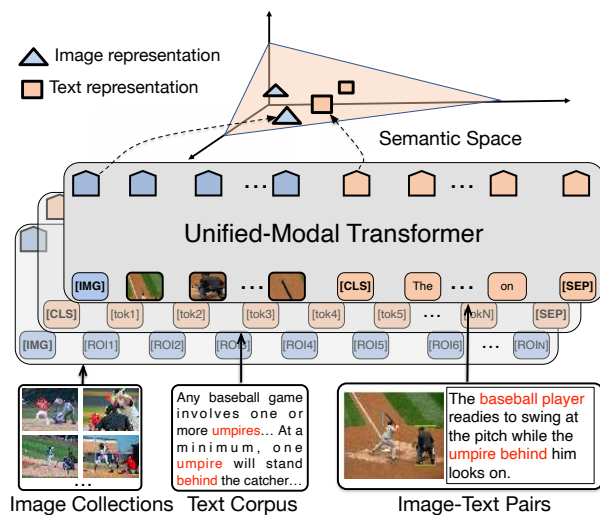 Image representation
Text representation
Semantic Space
...
...
Unified-Modal Transformer
[IMG]
...
[CLS]
The
...
on
[SEP]
[CLS]
[tok1]
[tok2]
[tok3]
[tok4]
[tok5]
...
[tokN]
[SEP]
[IMG]
[ROI1]
[ROI2]
[ROI4]
[ROI5]
[ROI6]
...
[ROIN]
...
Image Collections
Any baseball game
involves one or
more umpires... At a
minimum, one
umpire will stand
behind the catcher...
Text Corpus
The baseball player
readies to swing at
the pitch while the
umpire behind him
looks on.
Image-Text Pairs